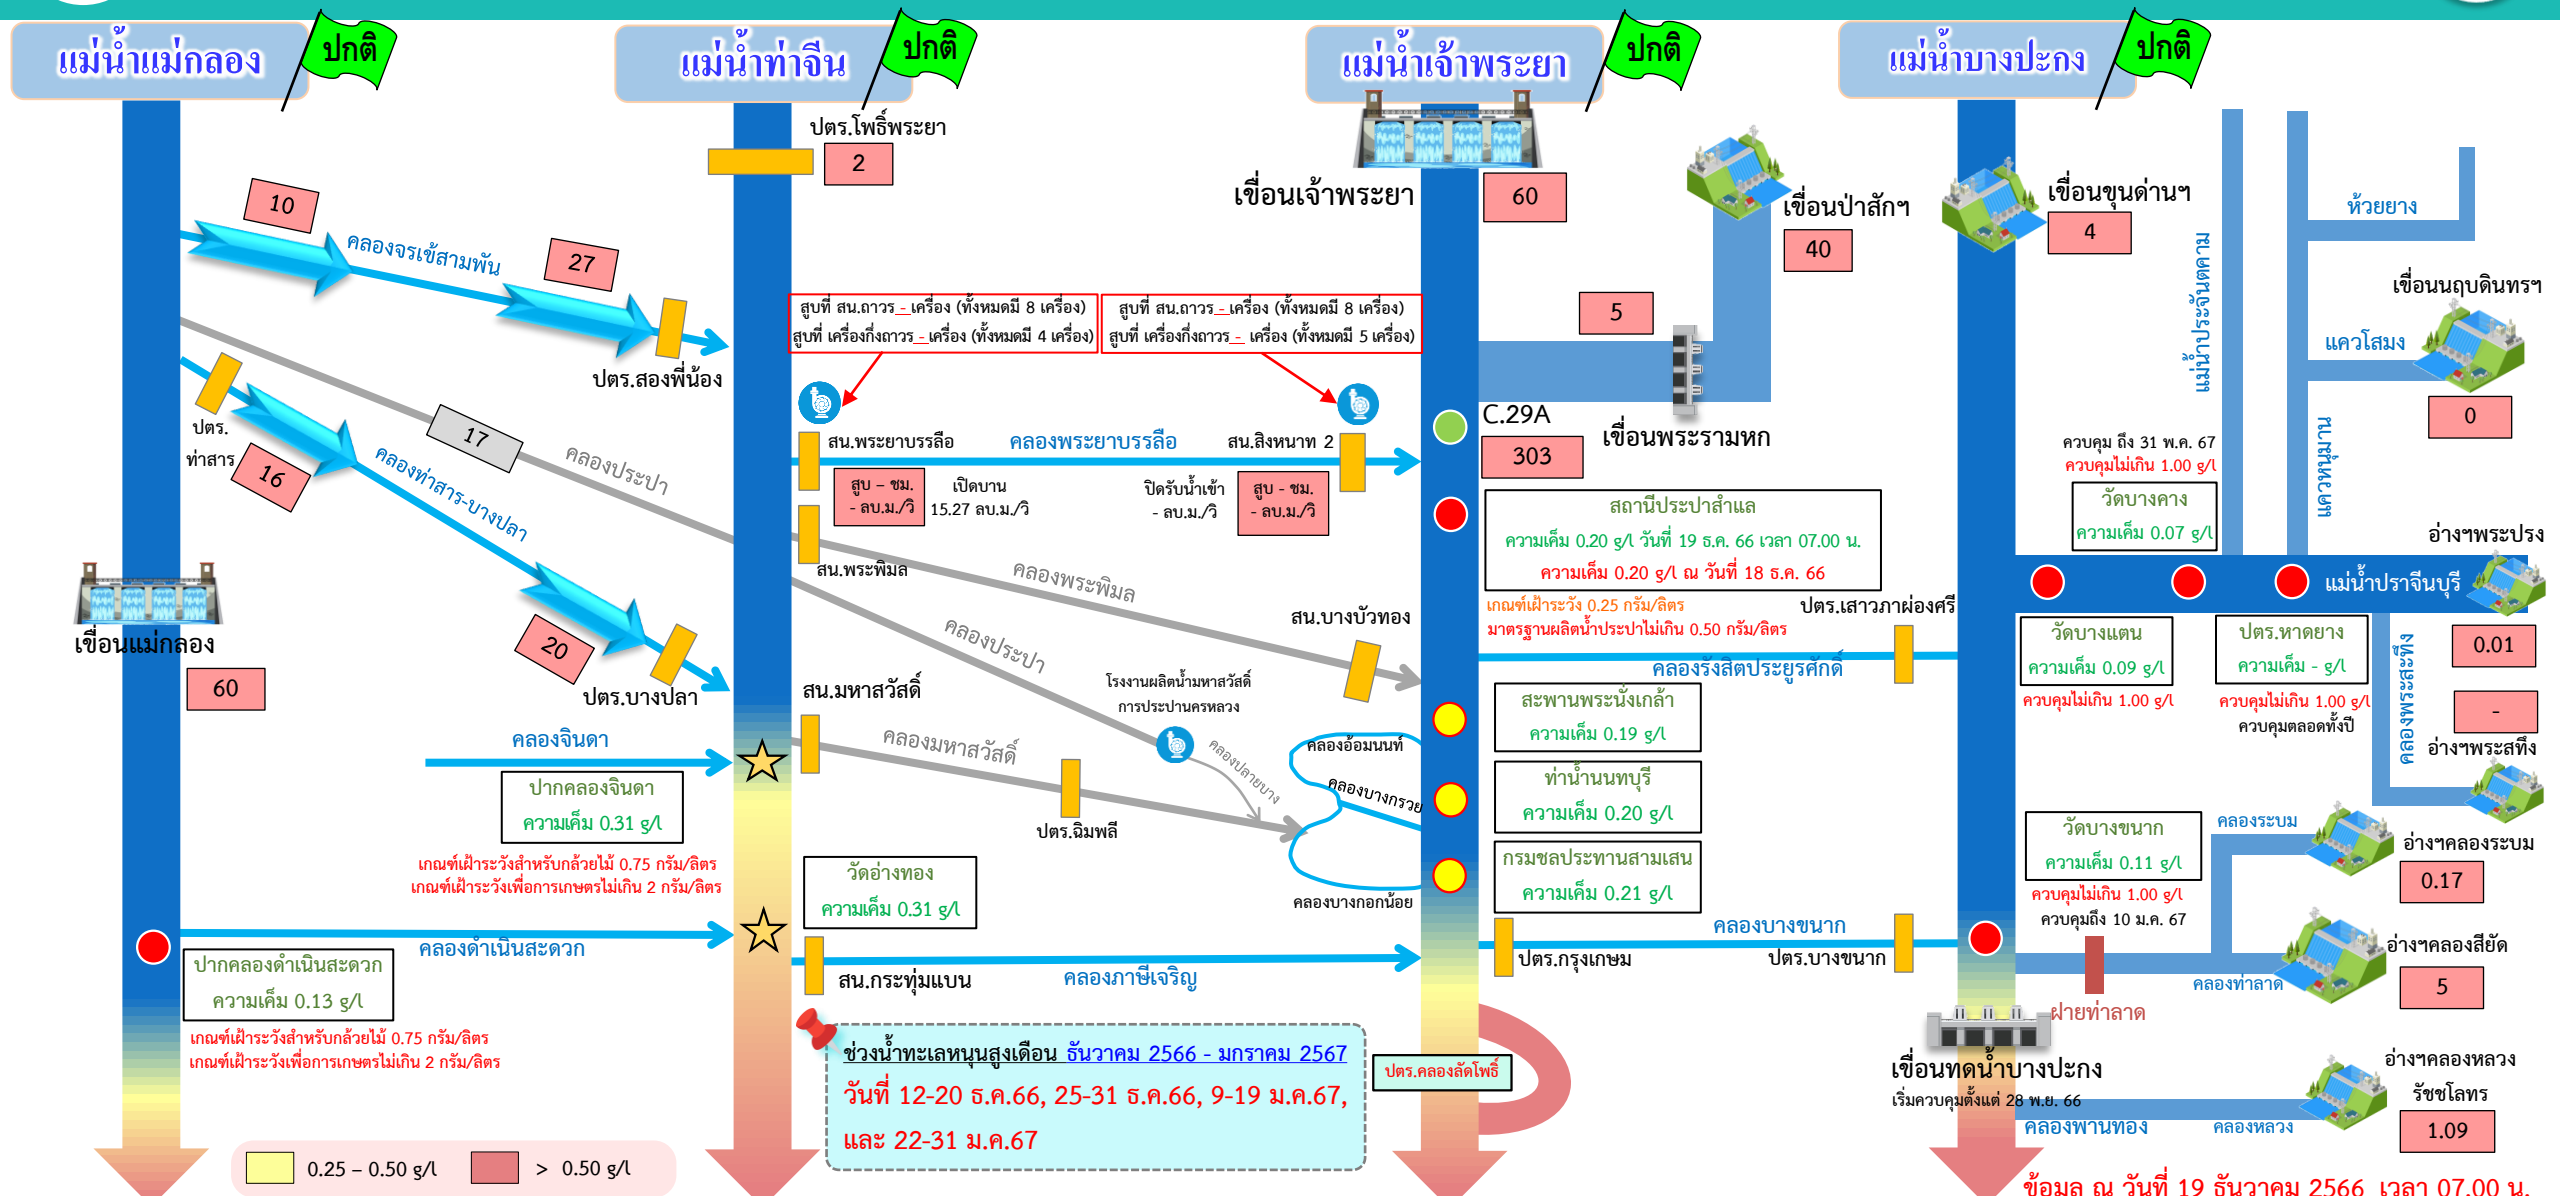 แม่น้ำแม่กลอง
ปกติ
แม่น้ำท่าจีน
ปกติ
แม่น้ำเจ้าพระยา
ปกติ
แม่น้ำบางปะกง
ปกติ
10
คลองจรเข้สามพัน
27
ปตร.สองพี่น้อง
ปตร.
ท่าสาร
16
คลองท่าสาร-บางปลา
20
ปตร.บางปลา
17
คลองประปา
เขื่อนแม่กลอง
60
คลองจินดา
ปากคลองจินดา
ความเค็ม 0.31 g/l
เกณฑ์เฝ้าระวังสำหรับกล้วยไม้ 0.75 กรัม/ลิตร
เกณฑ์เฝ้าระวังเพื่อการเกษตรไม่เกิน 2 กรัม/ลิตร
คลองดำเนินสะดวก
ปากคลองดำเนินสะดวก
ความเค็ม 0.13 g/l
เกณฑ์เฝ้าระวังสำหรับกล้วยไม้ 0.75 กรัม/ลิตร
เกณฑ์เฝ้าระวังเพื่อการเกษตรไม่เกิน 2 กรัม/ลิตร
0.25 – 0.50 g/l
> 0.50 g/l
ปตร.โพธิ์พระยา
2
สูบที่ สน.ถาวร - เครื่อง (ทั้งหมดมี 8 เครื่อง)
สูบที่ เครื่องกึ่งถาวร - เครื่อง (ทั้งหมดมี 4 เครื่อง)
สูบที่ สน.ถาวร - เครื่อง (ทั้งหมดมี 8 เครื่อง)
สูบที่ เครื่องกึ่งถาวร - เครื่อง (ทั้งหมดมี 5 เครื่อง)
สน.พระยาบรรลือ
คลองพระยาบรรลือ
สน.สิงหนาท 2
สูบ – ชม.
- ลบ.ม./วิ
เปิดบาน
15.27 ลบ.ม./วิ
ปิดรับน้ำเข้า
- ลบ.ม./วิ
สูบ - ชม.
- ลบ.ม./วิ
สน.พระพิมล
คลองพระพิมล
สน.บางบัวทอง
คลองประปา
โรงงานผลิตน้ำมหาสวัสดิ์
การประปานครหลวง
สน.มหาสวัสดิ์
คลองมหาสวัสดิ์
ปตร.ฉิมพลี
คลองปลายบาง
คลองอ้อมนนท์
คลองบางกรวย
คลองบางกอกน้อย
วัดอ่างทอง
ความเค็ม 0.31 g/l
สน.กระทุ่มแบน
คลองภาษีเจริญ
ช่วงน้ำทะเลหนุนสูงเดือน ธันวาคม 2566 - มกราคม 2567
วันที่ 12-20 ธ.ค.66, 25-31 ธ.ค.66, 9-19 ม.ค.67,
และ 22-31 ม.ค.67
ปตร.คลองลัดโพธิ์
เขื่อนเจ้าพระยา
60
เขื่อนป่าสักฯ
40
5
เขื่อนพระรามหก
C.29A
303
สถานีประปาสำแล
ความเค็ม 0.20 g/l วันที่ 19 ธ.ค. 66 เวลา 07.00 น.
ความเค็ม 0.20 g/l ณ วันที่ 18 ธ.ค. 66
เกณฑ์เฝ้าระวัง 0.25 กรัม/ลิตร
มาตรฐานผลิตน้ำประปาไม่เกิน 0.50 กรัม/ลิตร
ปตร.เสาวภาผ่องศรี
คลองรังสิตประยูรศักดิ์
สะพานพระนั่งเกล้า
ความเค็ม 0.19 g/l
ท่าน้ำนนทบุรี
ความเค็ม 0.20 g/l
กรมชลประทานสามเสน
ความเค็ม 0.21 g/l
คลองบางขนาก
ปตร.กรุงเกษม
ปตร.บางขนาก
เขื่อนขุนด่านฯ
4
แม่น้ำประจันตคาม
ห้วยยาง
เขื่อนนฤบดินทรฯ
แควโสมง
0
แควหนุมาน
ควบคุม ถึง 31 พ.ค. 67
ควบคุมไม่เกิน 1.00 g/l
วัดบางคาง
ความเค็ม 0.07 g/l
อ่างฯพระปรง
แม่น้ำปราจีนบุรี
0.01
วัดบางแตน
ความเค็ม 0.09 g/l
ควบคุมไม่เกิน 1.00 g/l
ปตร.หาดยาง
ความเค็ม - g/l
ควบคุมไม่เกิน 1.00 g/l
ควบคุมตลอดทั้งปี
คลองพระสะทึง
-
อ่างฯพระสทึง
วัดบางขนาก
ความเค็ม 0.11 g/l
ควบคุมไม่เกิน 1.00 g/l
ควบคุมถึง 10 ม.ค. 67
คลองระบม
อ่างฯคลองระบม
0.17
อ่างฯคลองสียัด
5
คลองท่าลาด
ฝายท่าลาด
เขื่อนทดน้ำบางปะกง
เริ่มควบคุมตั้งแต่ 28 พ.ย. 66
คลองพานทอง
คลองหลวง
อ่างฯคลองหลวง
รัชชโลทร
1.09
ข้อมูล ณ วันที่ 19 ธันวาคม 2566 เวลา 07.00 น.